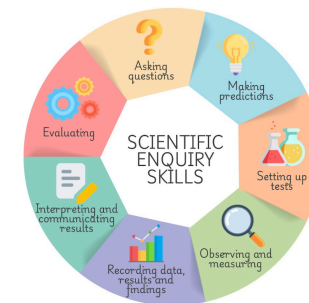 Asking
questions
Making
predictions
Setting up
tests
Observing and
measuring
Recording data,
results and
findings
Interpreting and
communicating
results
Evaluating
SCIENTIFIC
ENQUIRY
SKILLS